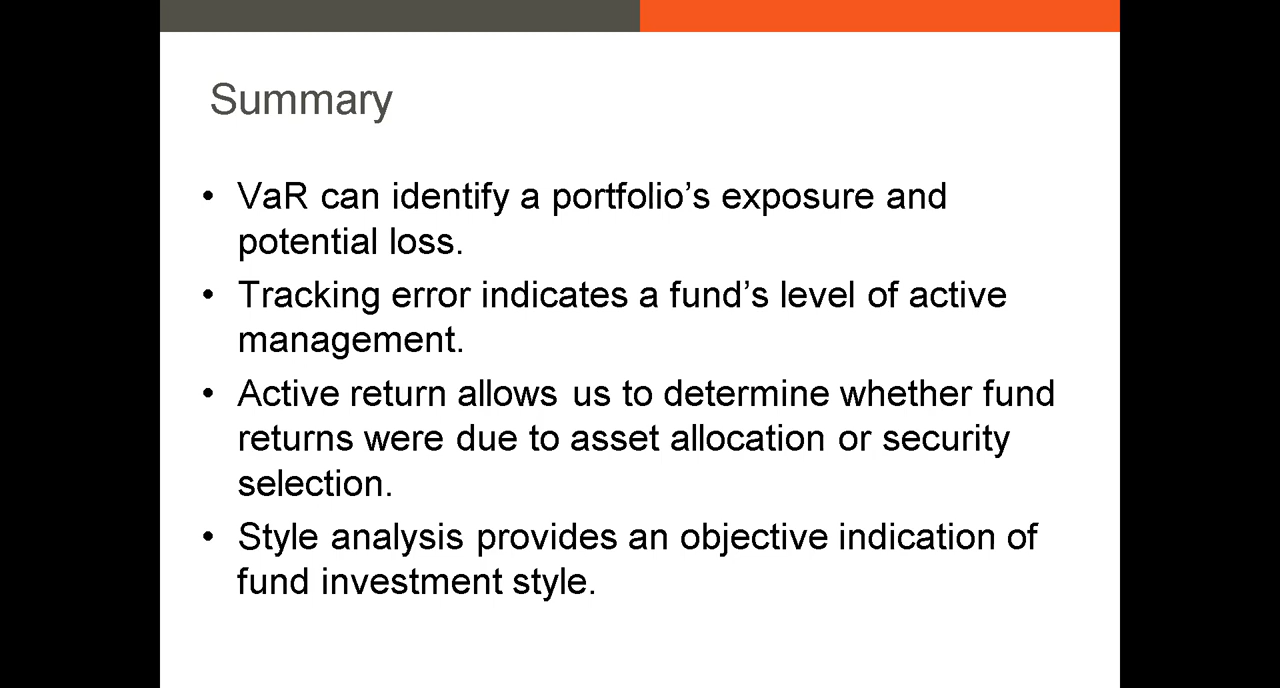 Summary
• VaR can identify a portfolio’s exposure and
potential loss.
• Tracking error indicates a fund’s level of active
management.
• Active return allows us to determine whether fund
returns were due to asset allocation or security
selection.
• Style analysis provides an objective indication of
fund investment style.